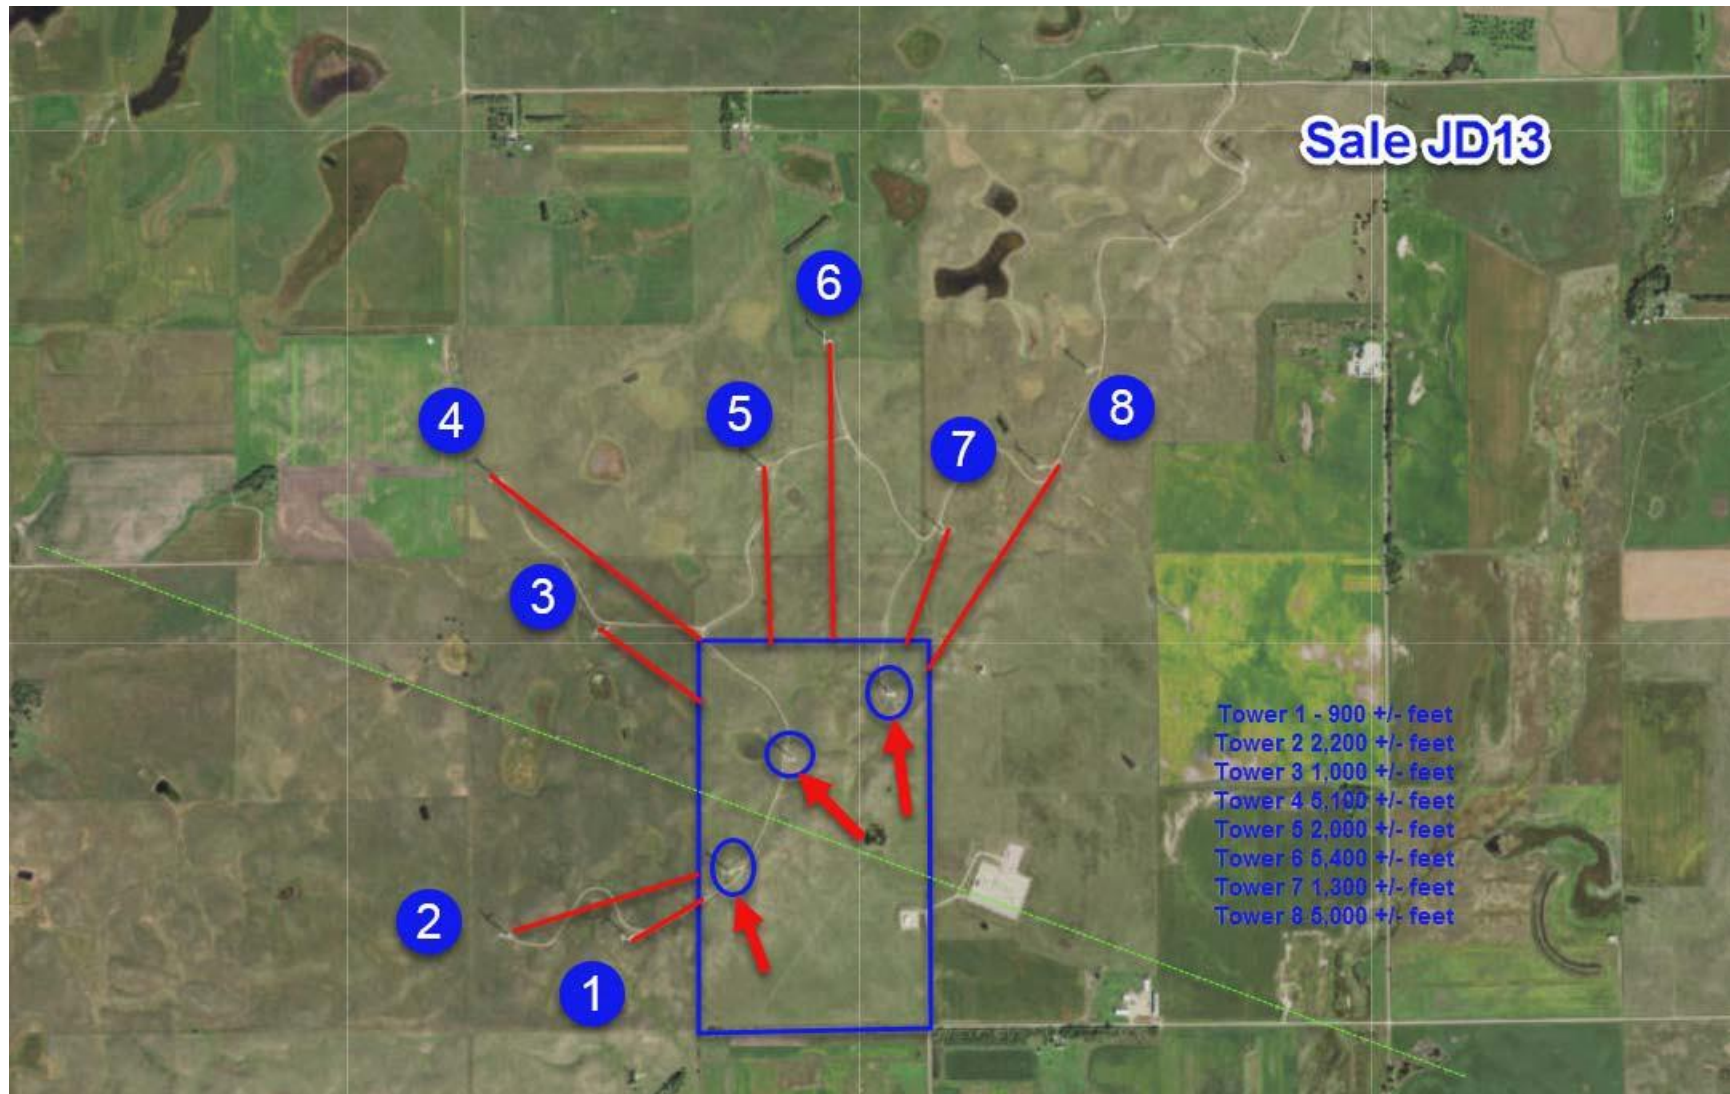 Sale JD13
6
4
5
8
7
3
Tower 1 - 900 +/- feet
Tower 2 2,200 +/- feet
Tower 3 1,000 +/- feet
Tower 4 5,100 +/- feet
Tower 5 2,000 +/- feet
Tower 6 5,400 +/- feet
Tower 7 1,300 +/- feet
Tower 8 5,000 +/- feet
2
1